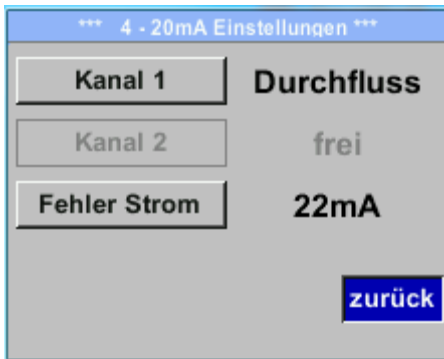 *** 4 - 20mA Einstellungen ***
Kanal 1 Durchfluss
Kanal 2 frei
Fehler Strom 22mA
zurück